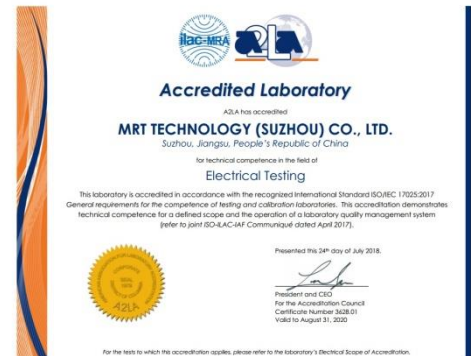 ilac-MRA
A2LA
Accredited Laboratory
A2LA has accredited
MRT TECHNOLOGY (SUZHOU) CO., LTD.
Suzhou, Jiangsu, People's Republic of China
for technical competence in the field of
Electrical Testing
This laboratory is accredited in accordance with the recognized International Standard ISO/IEC 17025:2017
General requirements for the competence of testing and calibration laboratories. This accreditation demonstrates
technical competence for a defined scope and the operation of a laboratory quality management system
(refer to joint ISO-ILAC-IAF Communiqué dated April 2017).
Presented this 24th day of July 2018.
President and CEO
For the Accreditation Council
Certificate Number 3628.01
Valid to August 31, 2020
SEAL
1978
A2LA
For the tests to which this accreditation applies, please refer to the laboratory's Electrical Scope of Accreditation.